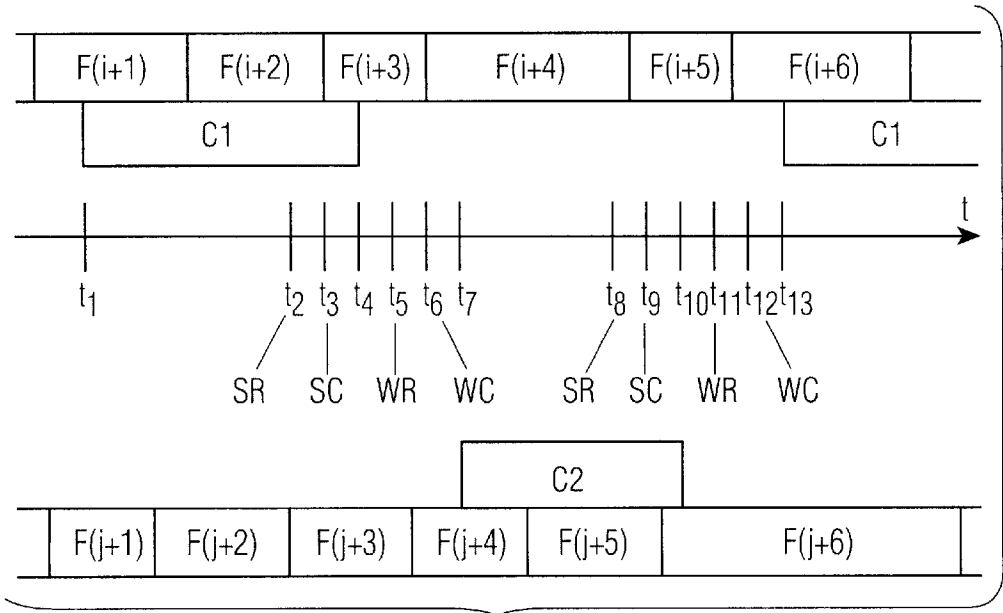 F(i+1) F(i+2) F(i+3) F(i+4) F(i+5) F(i+6)
C1 C1
t
t1 t2 t3 t4 t5 t6 t7 t8 t9 t10 t11 t12 t13
SR SC WR WC SR SC WR WC
C2
F(j+1) F(j+2) F(j+3) F(j+4) F(j+5) F(j+6)